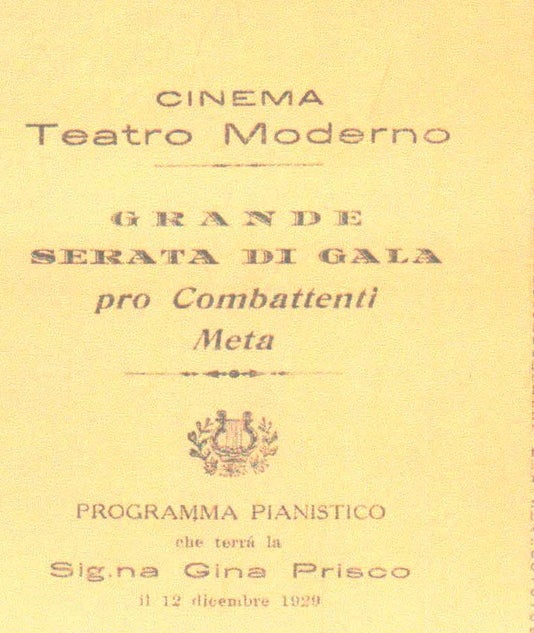 CINEMA
Teatro Moderno
GRANDE
SERATA DI GALA
pro Combattenti
Meta
PROGRAMMA PIANISTICO
che terrá la
Sig.na Gina Prisco
il 12 dicembre 1929